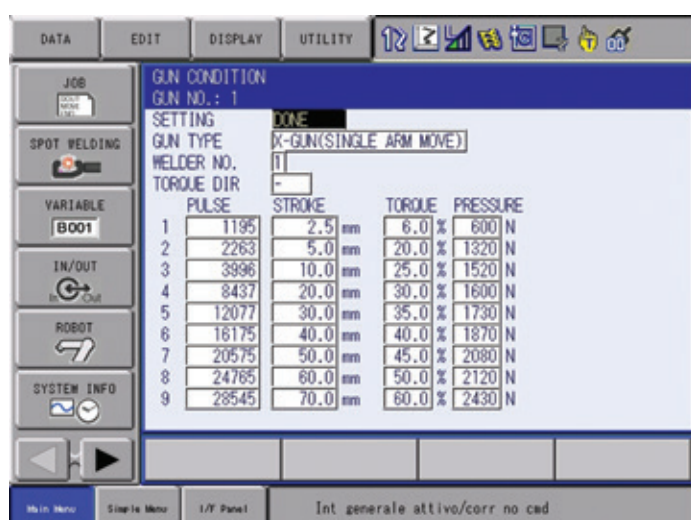 DATA EDIT DISPLAY UTILITY
JOB
SPOT WELDING
VARIABLE
B001
IN/OUT
In Out
ROBOT
SYSTEM INFO
GUN CONDITION
GUN NO.: 1
SETTING DONE
GUN TYPE X-GUN(SINGLE ARM MOVE)
WELDER NO. 1
TORQUE DIR -
PULSE STROKE TORQUE PRESSURE
1 1195 2.5 mm 6.0 % 600 N
2 2263 5.0 mm 20.0 % 1320 N
3 3996 10.0 mm 25.0 % 1520 N
4 8437 20.0 mm 30.0 % 1600 N
5 12077 30.0 mm 35.0 % 1730 N
6 16175 40.0 mm 40.0 % 1870 N
7 20575 50.0 mm 45.0 % 2080 N
8 24765 60.0 mm 50.0 % 2120 N
9 28545 70.0 mm 60.0 % 2430 N
Main Menu Simple Menu I/F Panel Int generale attivo/corr no cmd